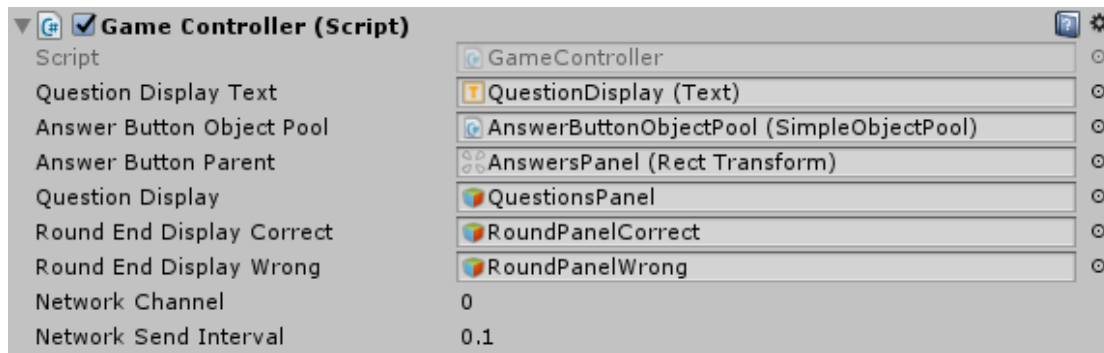 Game Controller (Script)
Script GameController
Question Display Text QuestionDisplay (Text)
Answer Button Object Pool AnswerButtonObjectPool (SimpleObjectPool)
Answer Button Parent AnswersPanel (Rect Transform)
Question Display QuestionsPanel
Round End Display Correct RoundPanelCorrect
Round End Display Wrong RoundPanelWrong
Network Channel 0
Network Send Interval 0.1